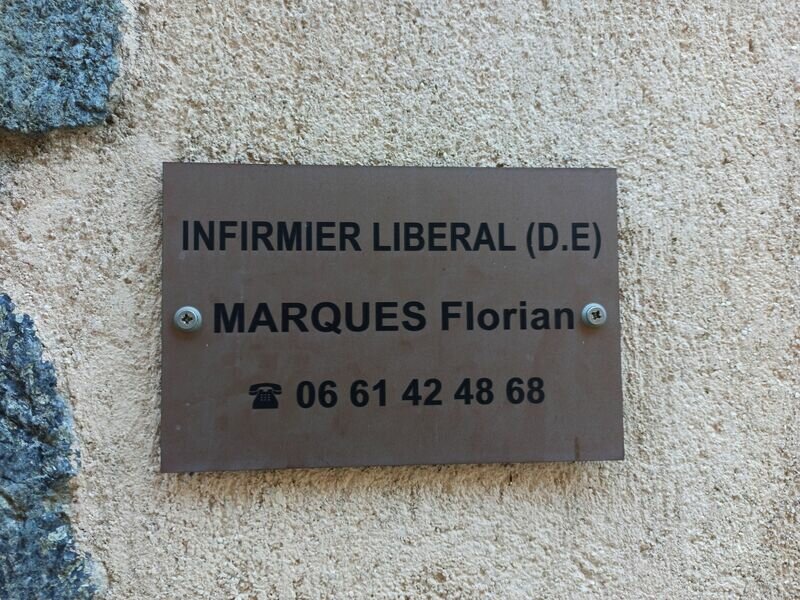 INFIRMIER LIBERAL (D.E)
MARQUES Florian
☎ 06 61 42 48 68